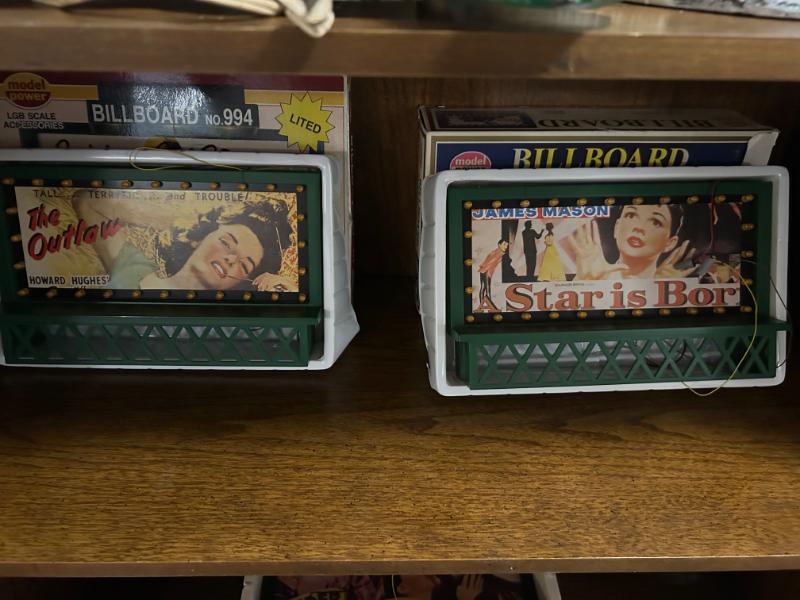 model
power
LGB SCALE
ACCESSORIES
BILLBOARD NO.994
LITED
TALL and TROUBLE!
The
Outlaw
HOWARD HUGHES'
model
power
BILLBOARD
JAMES MASON
A Star is Bor